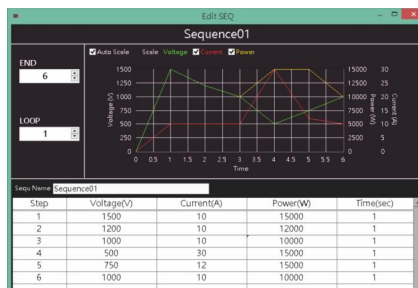 Edit SEQ
Sequence01
END
6
LOOP
1
Auto Scale Scale Voltage Current Power
1500 15000 30
1250 12500 25
1000 10000 20
750 7500 15
500 5000 10
250 2500 5
0 0 0
Voltage (V)
Power (W)
Current (A)
0 0.5 1 1.5 2 2.5 3 3.5 4 4.5 5 5.5 6
Time
Sequ Name Sequence01
Step Voltage(V) Current(A) Power(W) Time(sec)
1 1500 10 15000 1
2 1200 10 12000 1
3 1000 10 10000 1
4 500 30 15000 1
5 750 12 15000 1
6 1000 10 10000 1